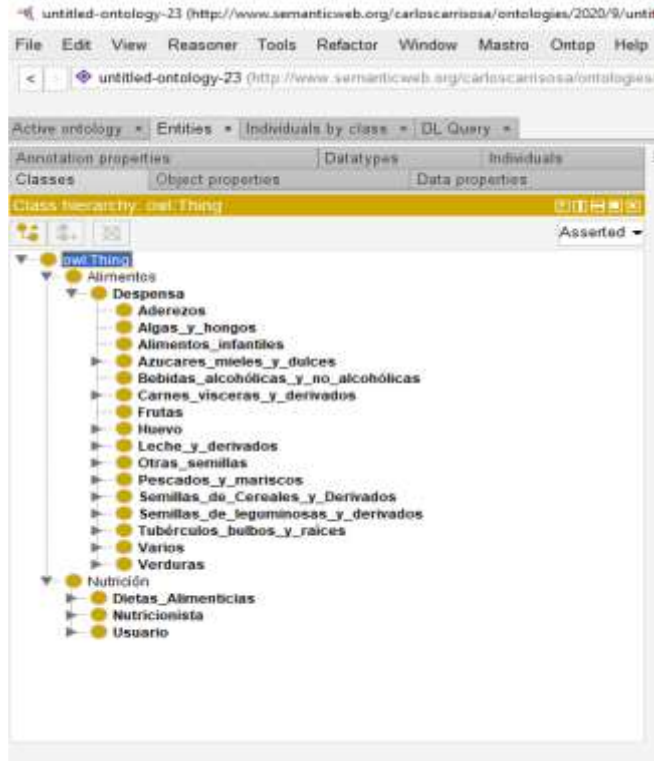 untitled-ontology-23 (http://www.semanticweb.org/carloscarrisosa/ontologies/2020/9/untit
File Edit View Reasoner Tools Refactor Window Mastro Ontop Help
< untitled-ontology-23 (http://www.semanticweb.org/carloscarrisosa/ontologies
Active ontology Entities Individuals by class DL Query
Annotation properties Datatypes Individuals
Classes Object properties Data properties
Class hierarchy: owl:Thing
Asserted
owl:Thing
Alimentos
Despensa
Aderezos
Algas_y_hongos
Alimentos_infantiles
Azucares_mieles_y_dulces
Bebidas_alcohólicas_y_no_alcohólicas
Carnes_visceras_y_derivados
Frutas
Huevo
Leche_y_derivados
Otras_semillas
Pescados_y_mariscos
Semillas_de_Cereales_y_Derivados
Semillas_de_leguminosas_y_derivados
Tubérculos_bulbos_y_raíces
Varios
Verduras
Nutrición
Dietas_Alimenticias
Nutricionista
Usuario